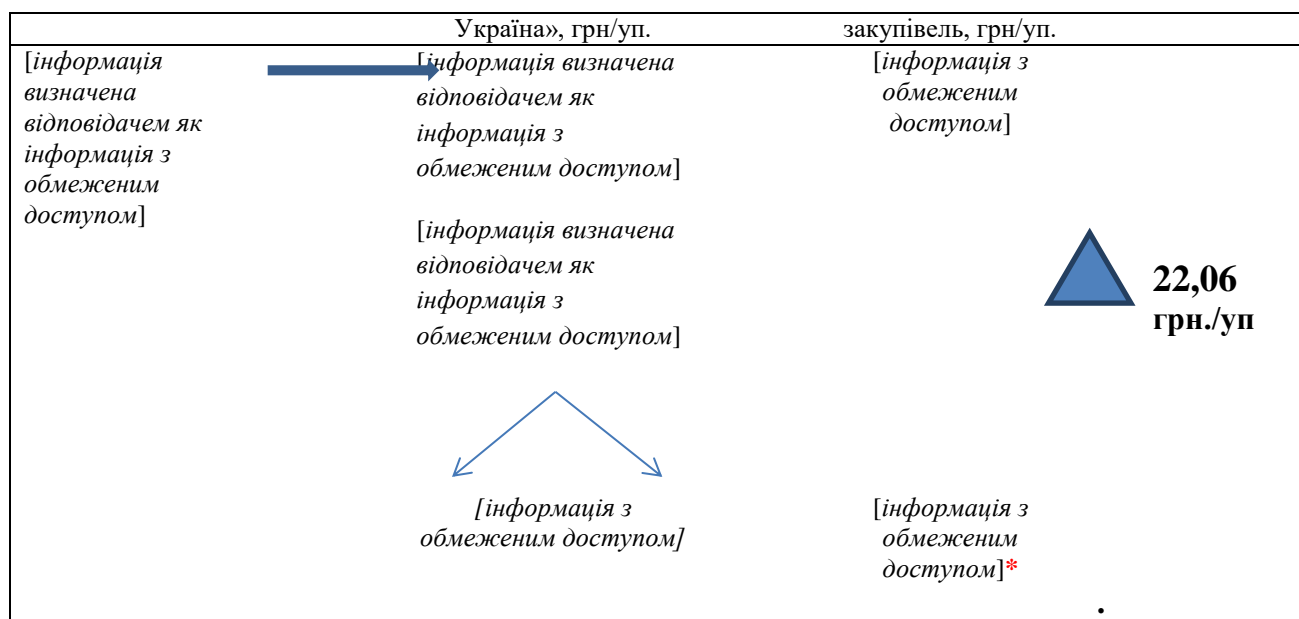 Україна», грн/уп.
закупівель, грн/уп.
[інформація
визначена
відповідачем як
інформація з
обмеженим
доступом]
[інформація визначена
відповідачем як
інформація з
обмеженим доступом]
[інформація з
обмеженим
доступом]
[інформація визначена
відповідачем як
інформація з
обмеженим доступом]
22,06
грн./уп
[інформація з
обмеженим доступом]
[інформація з
обмеженим
доступом]*
.